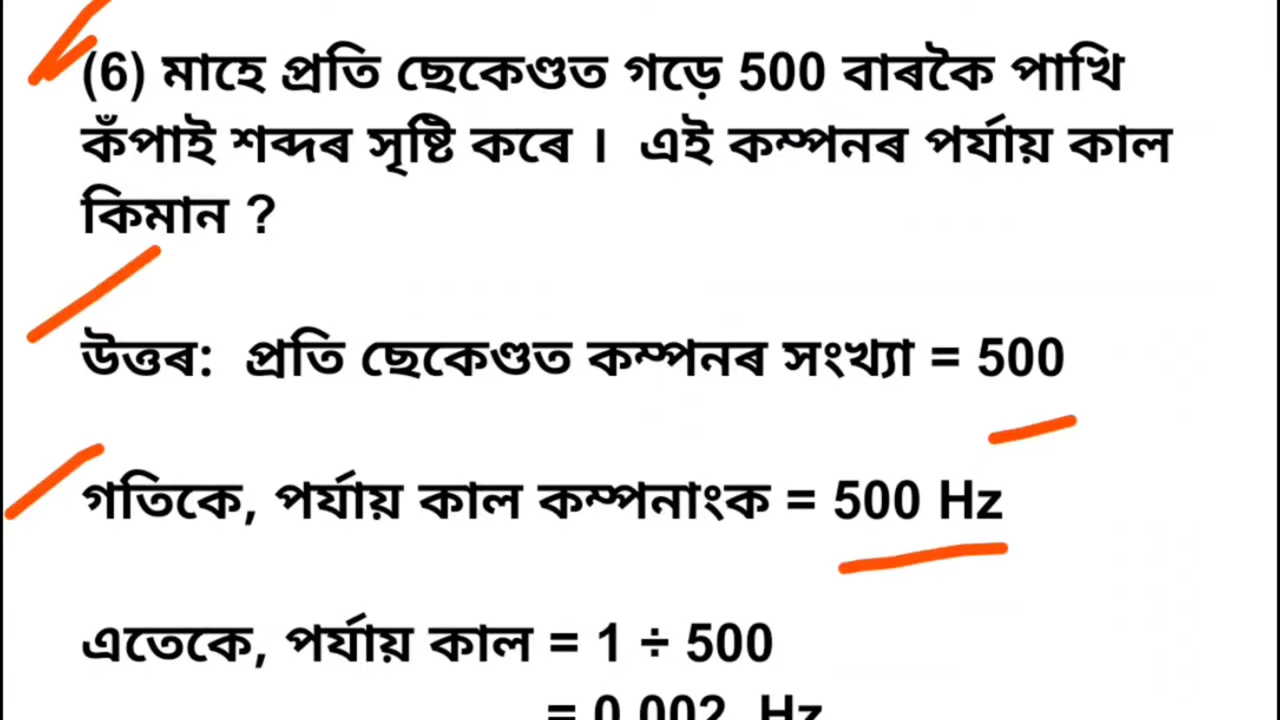 (6) মাহে প্ৰতি ছেকেণ্ডত গড়ে 500 বাৰকৈ পাখি
কঁপাই শব্দৰ সৃষ্টি কৰে । এই কম্পনৰ পৰ্যায় কাল
কিমান ?
উত্তৰ: প্ৰতি ছেকেণ্ডত কম্পনৰ সংখ্যা = 500
গতিকে, পৰ্যায় কাল কম্পনাংক = 500 Hz
এতেকে, পৰ্যায় কাল = 1 ÷ 500
= 0.002 Hz